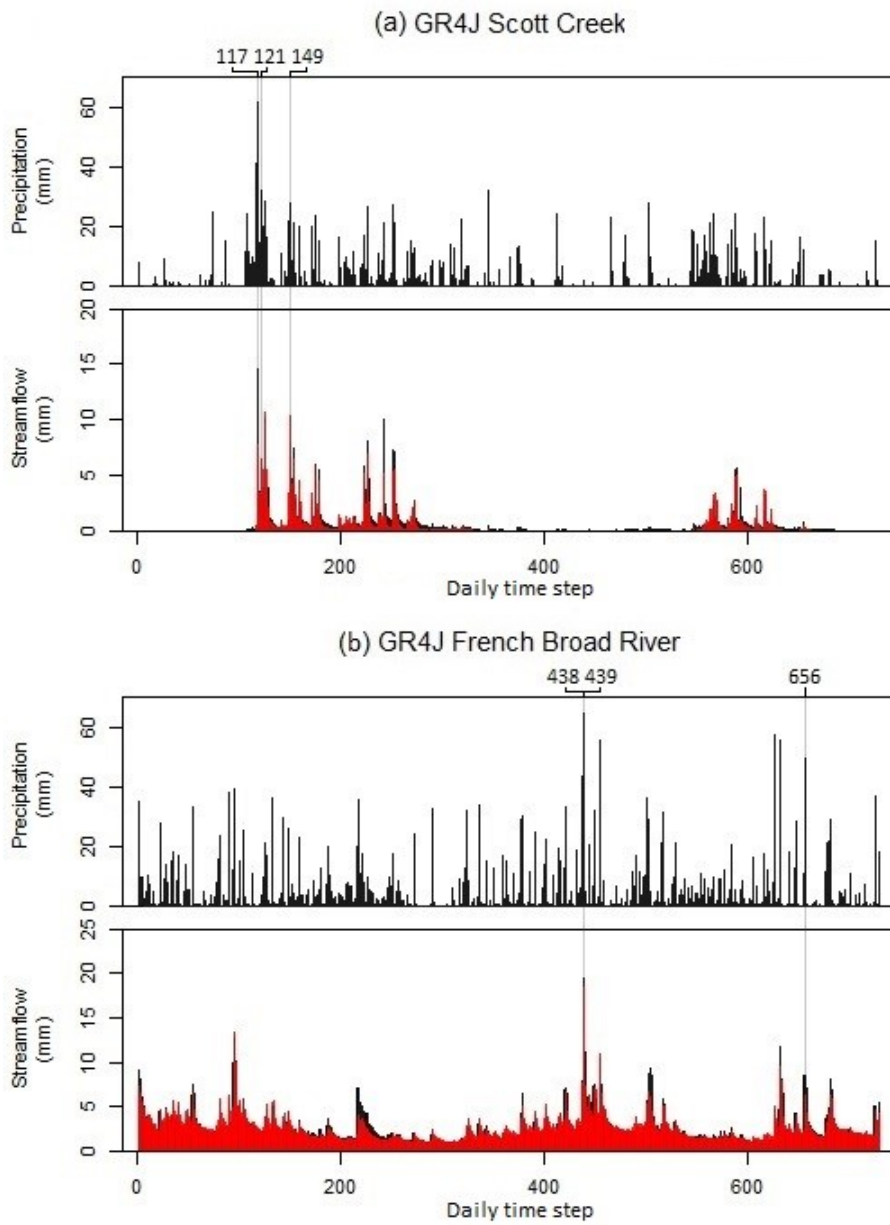 (a) GR4J Scott Creek
117 121 149
Precipitation
(mm)
60
40
20
0
Streamflow
(mm)
20
15
10
5
0
0 200 400 600
Daily time step
(b) GR4J French Broad River
438 439 656
Precipitation
(mm)
60
40
20
0
Streamflow
(mm)
25
20
15
10
5
0
0 200 400 600
Daily time step